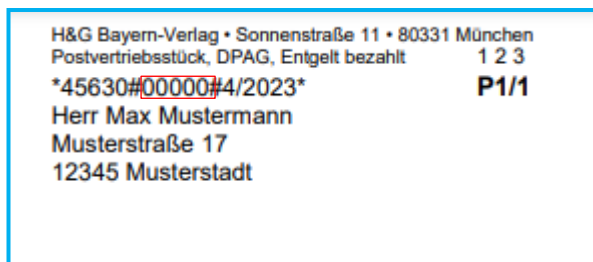 H&G Bayern-Verlag • Sonnenstraße 11 • 80331 München
Postvertriebsstück, DPAG, Entgelt bezahlt 1 2 3
*45630#00000#4/2023* P1/1
Herr Max Mustermann
Musterstraße 17
12345 Musterstadt